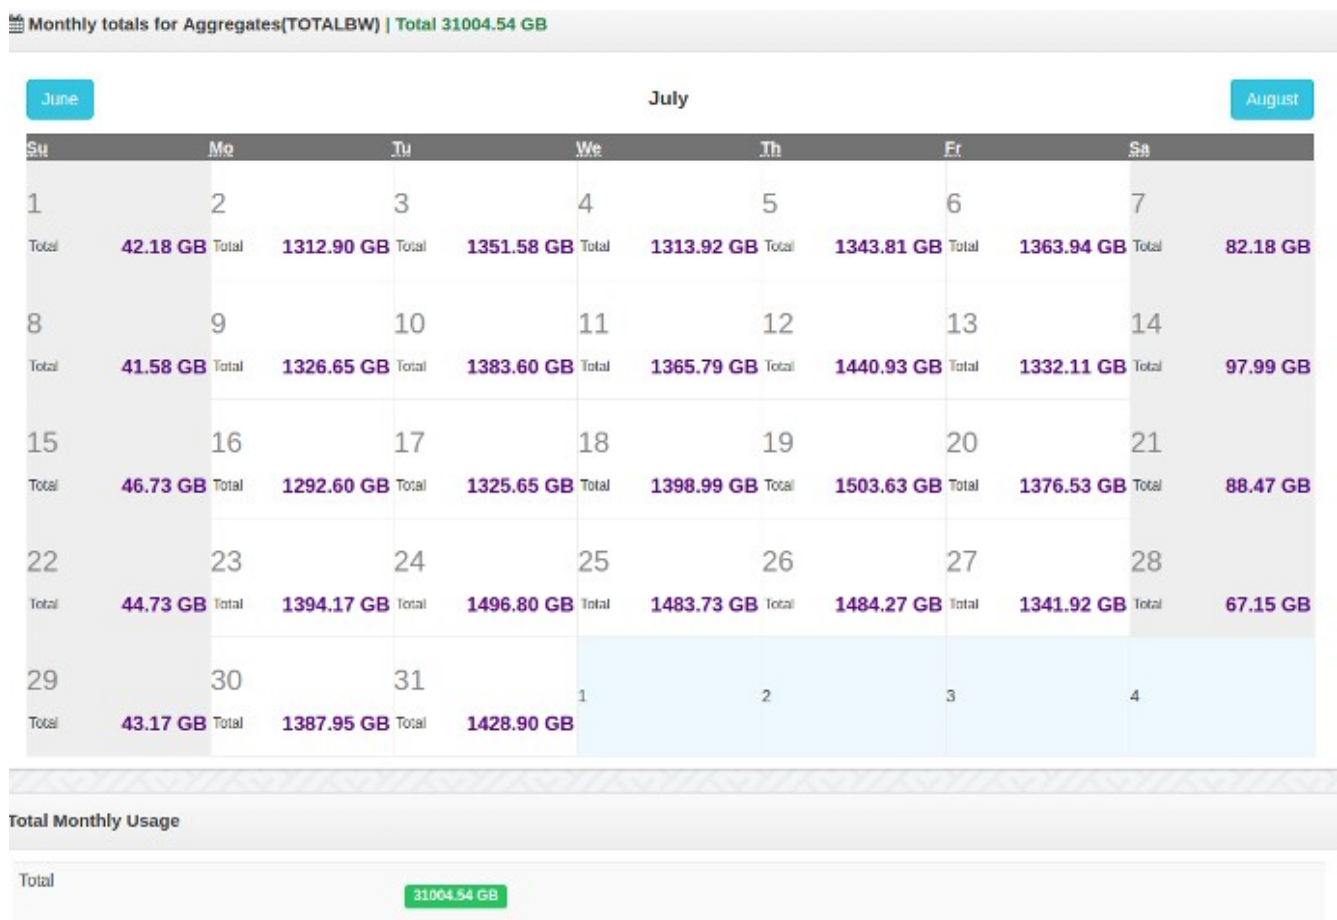 Monthly totals for Aggregates(TOTALBW) | Total 31004.54 GB
June July August
Su Mo Tu We Th Fr Sa
1 2 3 4 5 6 7
Total 42.18 GB Total 1312.90 GB Total 1351.58 GB Total 1313.92 GB Total 1343.81 GB Total 1363.94 GB Total 82.18 GB
8 9 10 11 12 13 14
Total 41.58 GB Total 1326.65 GB Total 1383.60 GB Total 1365.79 GB Total 1440.93 GB Total 1332.11 GB Total 97.99 GB
15 16 17 18 19 20 21
Total 46.73 GB Total 1292.60 GB Total 1325.65 GB Total 1398.99 GB Total 1503.63 GB Total 1376.53 GB Total 88.47 GB
22 23 24 25 26 27 28
Total 44.73 GB Total 1394.17 GB Total 1496.80 GB Total 1483.73 GB Total 1484.27 GB Total 1341.92 GB Total 67.15 GB
29 30 31 1 2 3 4
Total 43.17 GB Total 1387.95 GB Total 1428.90 GB
Total Monthly Usage
Total 31004.54 GB